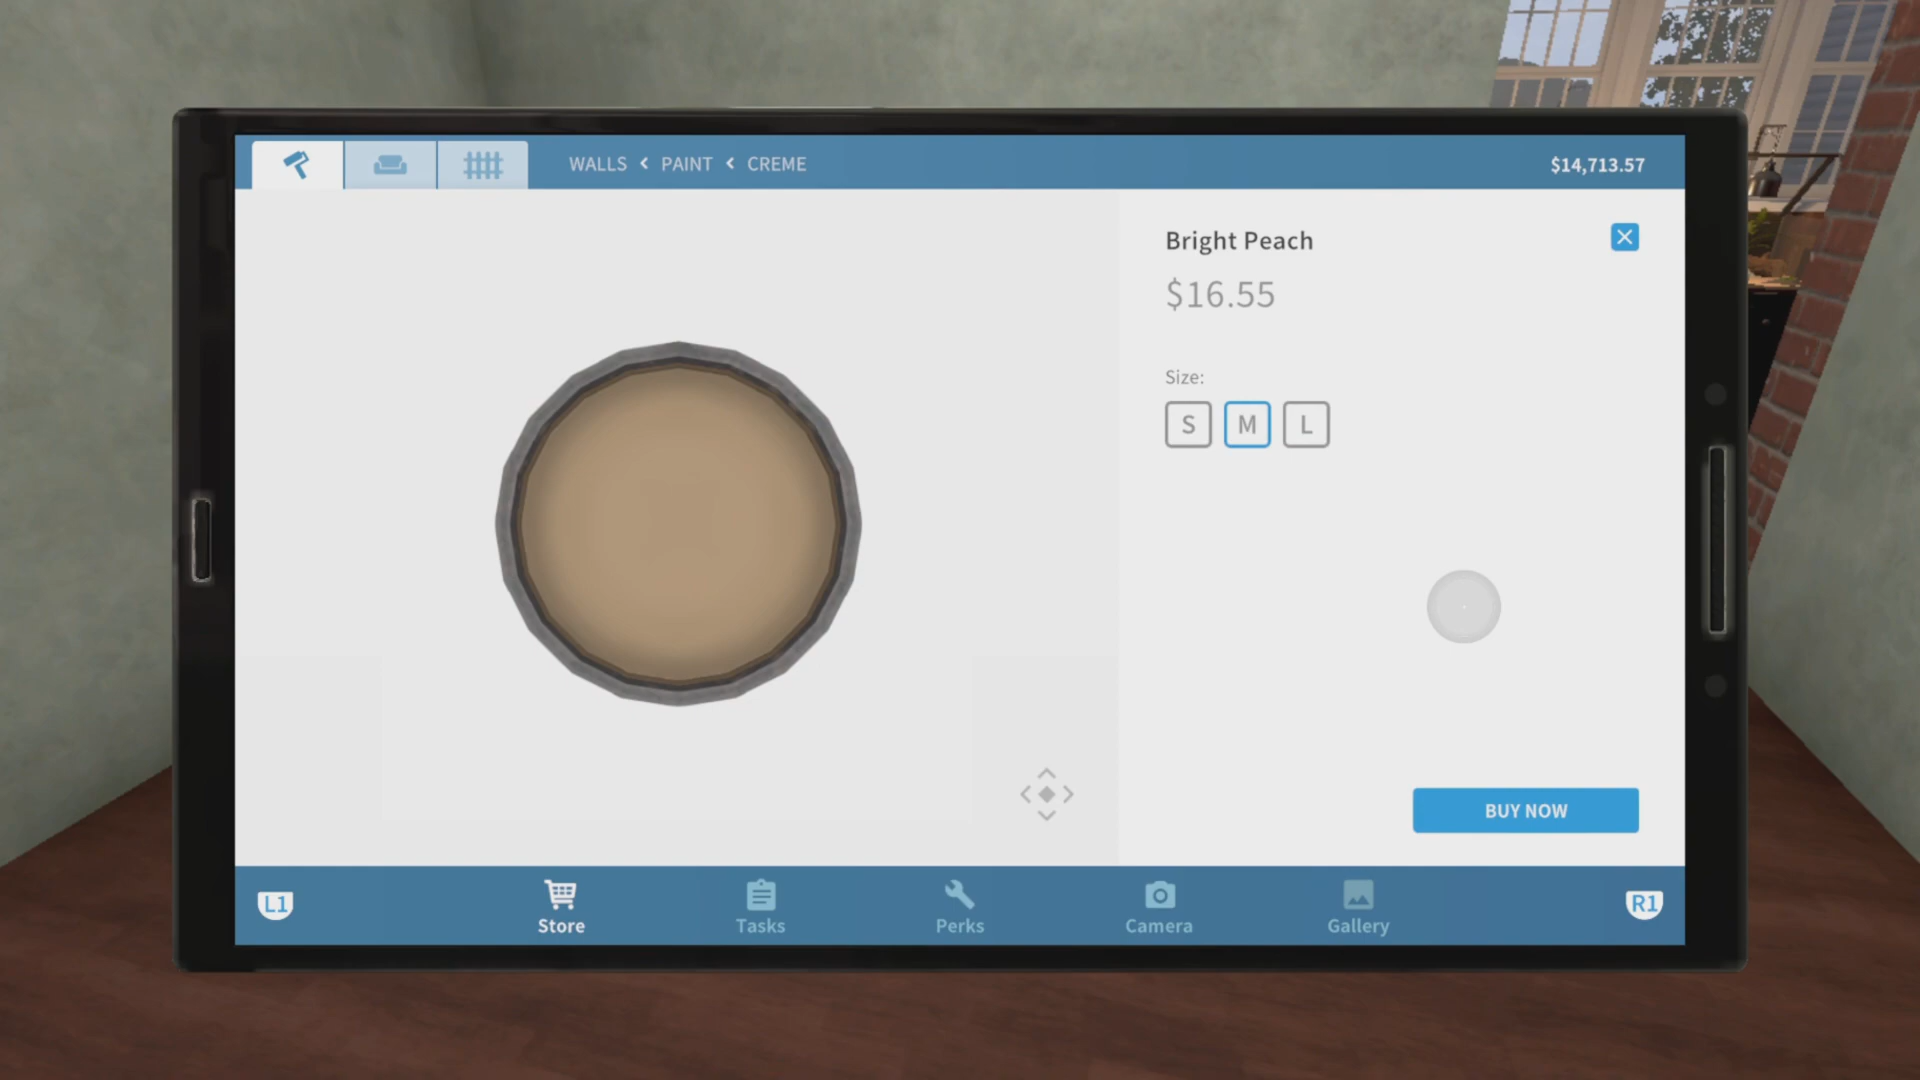 WALLS < PAINT < CREME
$14,713.57
Bright Peach
$16.55
Size:
S M L
BUY NOW
L1
Store
Tasks
Perks
Camera
Gallery
R1